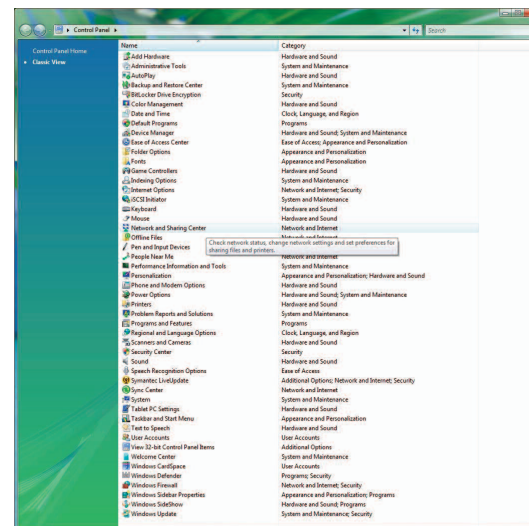 Control Panel
Search
Control Panel Home
Classic View
Name Category
Add Hardware Hardware and Sound
Administrative Tools System and Maintenance
AutoPlay Hardware and Sound
Backup and Restore Center System and Maintenance
BitLocker Drive Encryption Security
Color Management Hardware and Sound
Date and Time Clock, Language, and Region
Default Programs Programs
Device Manager Hardware and Sound; System and Maintenance
Ease of Access Center Ease of Access; Appearance and Personalization
Folder Options Appearance and Personalization
Fonts Appearance and Personalization
Game Controllers Hardware and Sound
Indexing Options System and Maintenance
Internet Options Network and Internet; Security
iSCSI Initiator System and Maintenance
Keyboard Hardware and Sound
Mouse Hardware and Sound
Network and Sharing Center Network and Internet
Offline Files Network and Internet
Check network status, change network settings and set preferences for
sharing files and printers.
Pen and Input Devices
People Near Me Network and Internet
Performance Information and Tools System and Maintenance
Personalization Appearance and Personalization; Hardware and Sound
Phone and Modem Options Hardware and Sound
Power Options Hardware and Sound; System and Maintenance
Printers Hardware and Sound
Problem Reports and Solutions System and Maintenance
Programs and Features Programs
Regional and Language Options Clock, Language, and Region
Scanners and Cameras Hardware and Sound
Security Center Security
Sound Hardware and Sound
Speech Recognition Options Ease of Access
Symantec LiveUpdate Additional Options; Network and Internet; Security
Sync Center Network and Internet
System System and Maintenance
Tablet PC Settings Hardware and Sound
Taskbar and Start Menu Appearance and Personalization
Text to Speech Hardware and Sound
User Accounts User Accounts
View 32-bit Control Panel Items Additional Options
Welcome Center System and Maintenance
Windows CardSpace User Accounts
Windows Defender Programs; Security
Windows Firewall Network and Internet; Security
Windows Sidebar Properties Appearance and Personalization; Programs
Windows SideShow Hardware and Sound; Programs
Windows Update System and Maintenance; Security